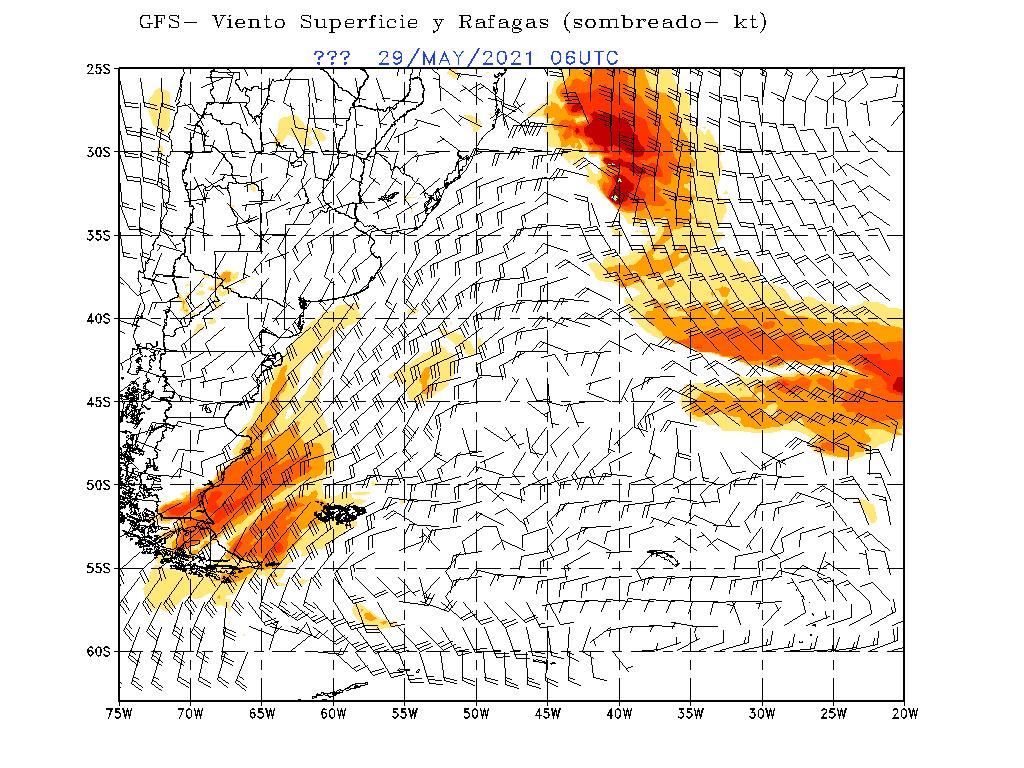 GFS− Viento Superficie y Rafagas (sombreado− kt)
??? 29/MAY/2021 06UTC
25S
30S
35S
40S
45S
50S
55S
60S
75W 70W 65W 60W 55W 50W 45W 40W 35W 30W 25W 20W